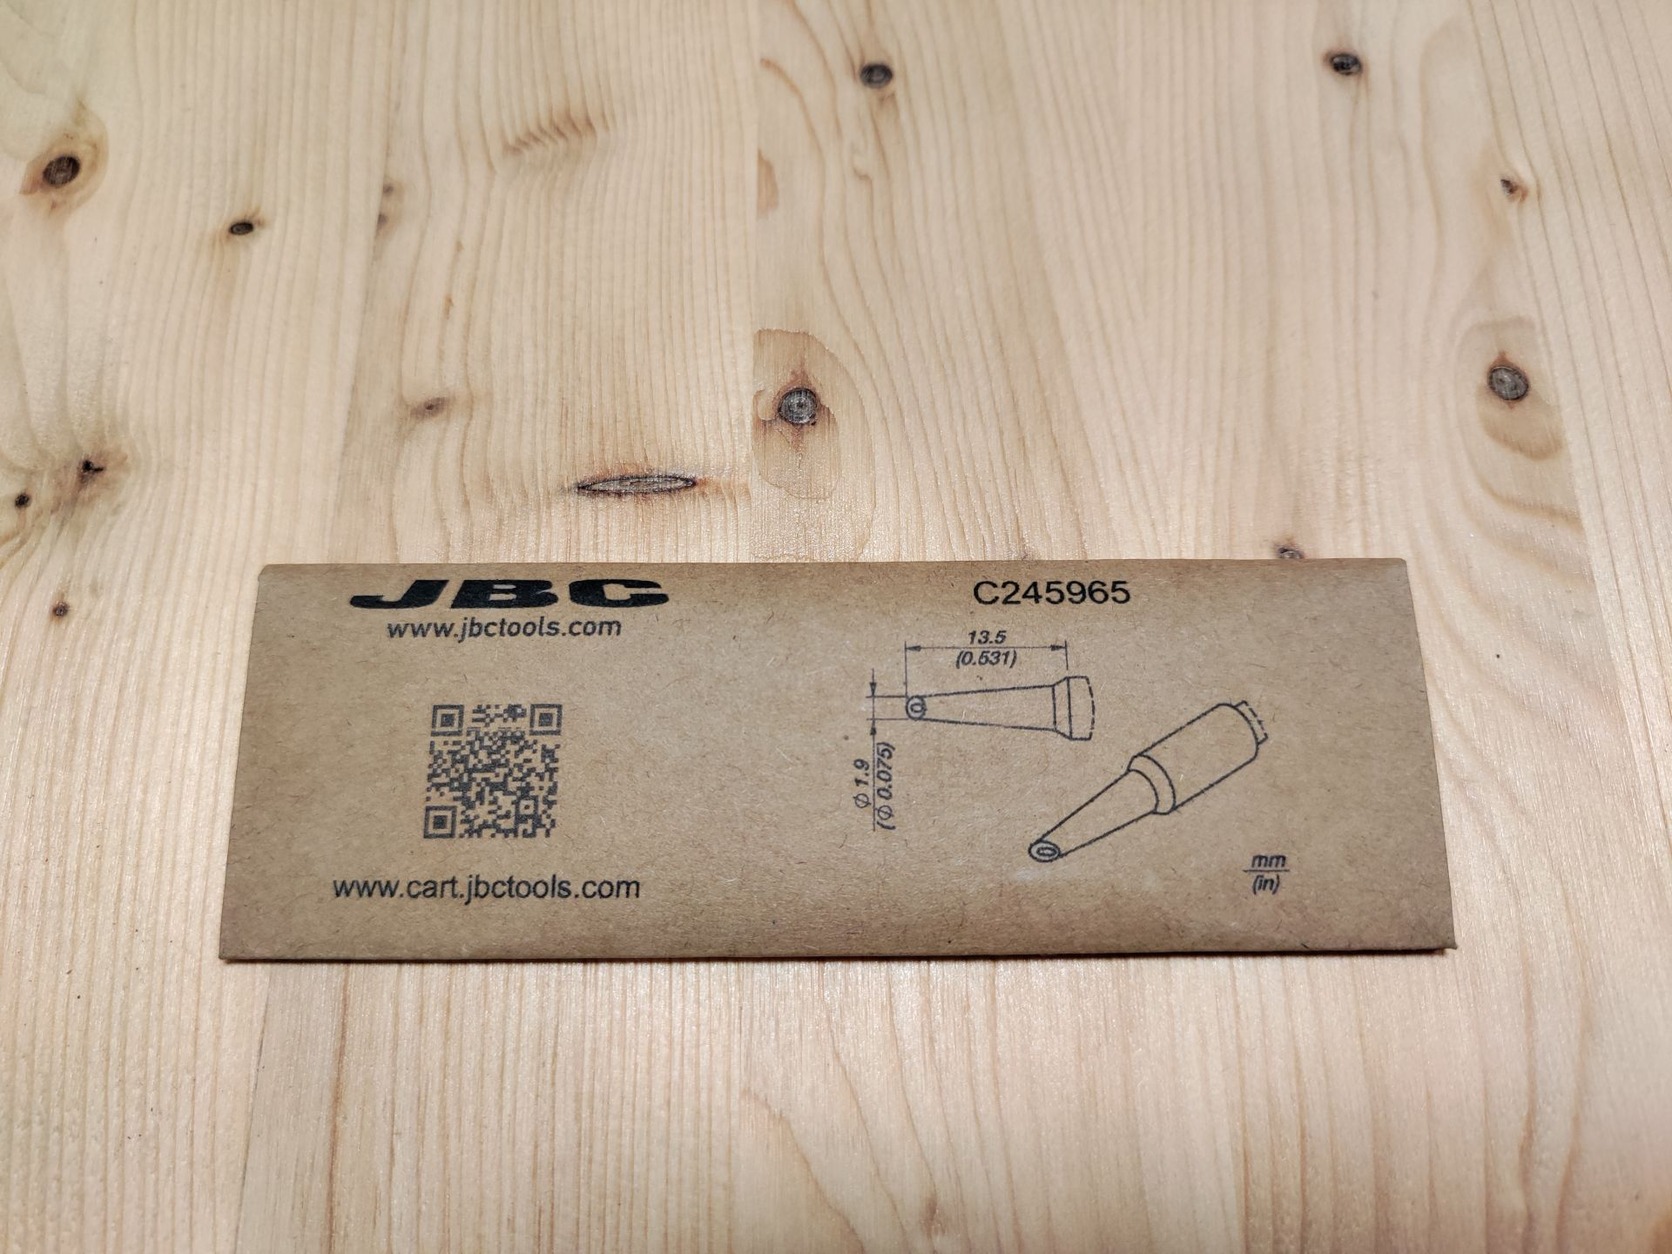 JBC
www.jbctools.com
www.cart.jbctools.com
C245965
13.5
(0.531)
Φ 1.9
(Φ 0.075)
mm
(in)